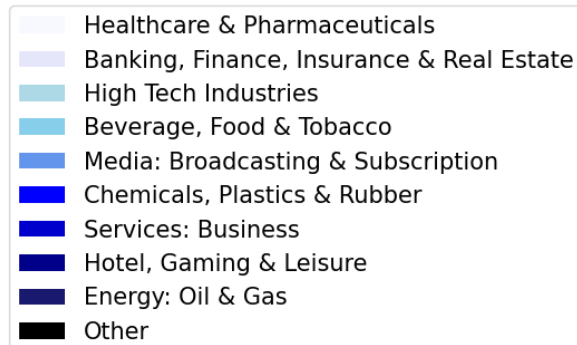 Healthcare & Pharmaceuticals
Banking, Finance, Insurance & Real Estate
High Tech Industries
Beverage, Food & Tobacco
Media: Broadcasting & Subscription
Chemicals, Plastics & Rubber
Services: Business
Hotel, Gaming & Leisure
Energy: Oil & Gas
Other